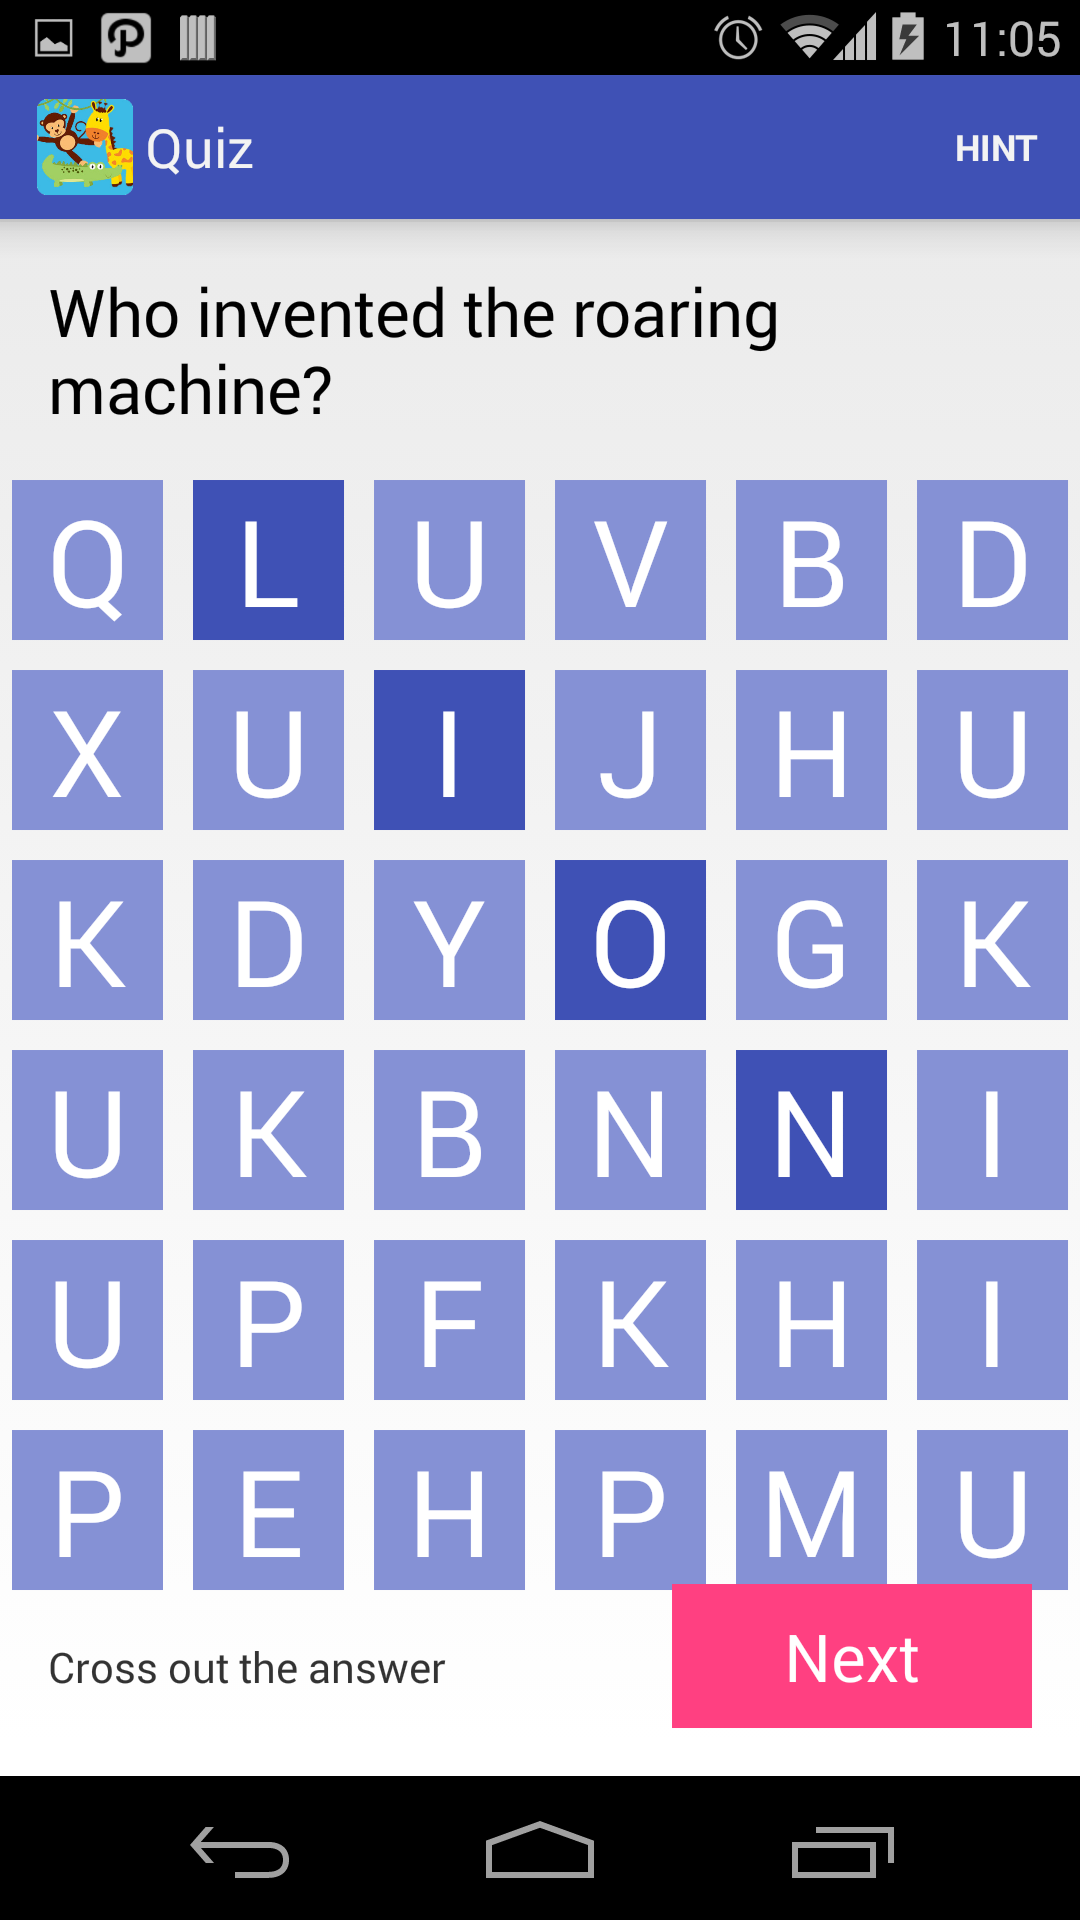 11:05
Quiz
HINT
Who invented the roaring
machine?
Q L U V B D
X U I J H U
K D Y O G K
U K B N N I
U P F K H I
P E H P M U
Cross out the answer
Next